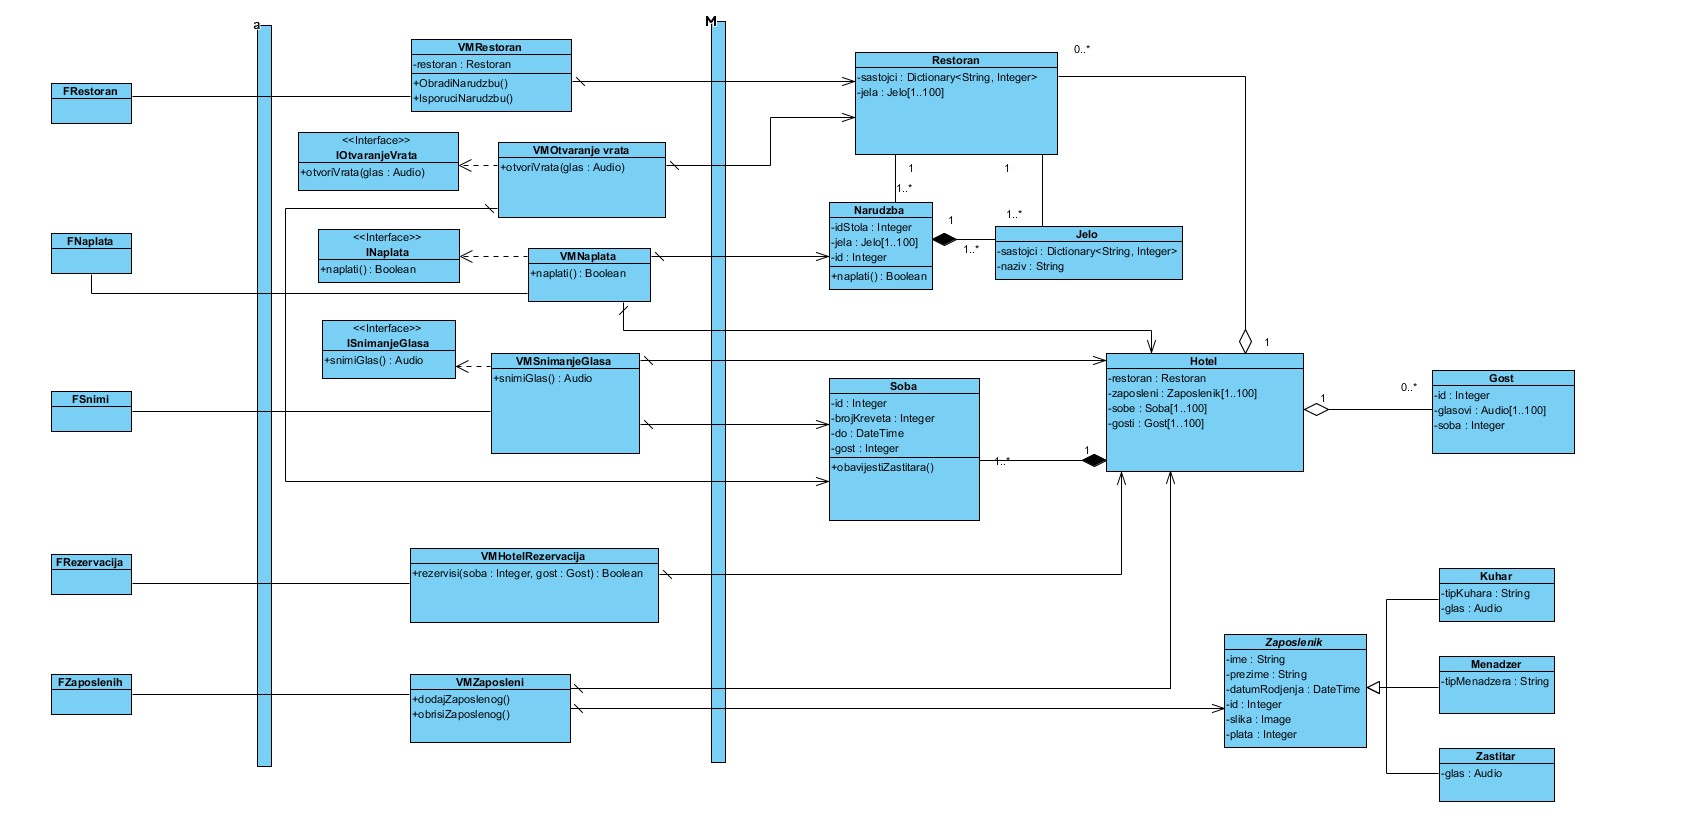 a
M
VMRestoran
-restoran : Restoran
+ObradiNarudzbu()
+IsporuciNarudzbu()
FRestoran
Restoran
-sastojci : Dictionary<String, Integer>
-jela : Jelo[1..100]
0..*
<<Interface>>
IOtvaranjeVrata
+otvoriVrata(glas : Audio)
VMOtvaranje vrata
+otvoriVrata(glas : Audio)
1
1
1..*
1..*
Narudzba
-idStola : Integer
-jela : Jelo[1..100]
-id : Integer
+naplati() : Boolean
1
1..*
Jelo
-sastojci : Dictionary<String, Integer>
-naziv : String
FNaplata
<<Interface>>
INaplata
+naplati() : Boolean
VMNaplata
+naplati() : Boolean
<<Interface>>
ISnimanjeGlasa
+snimiGlas() : Audio
VMSnimanjeGlasa
+snimiGlas() : Audio
FSnimi
Soba
-id : Integer
-brojKreveta : Integer
-do : DateTime
-gost : Integer
+obavijestiZastitara()
1..*
1
1
Hotel
-restoran : Restoran
-zaposleni : Zaposlenik[1..100]
-sobe : Soba[1..100]
-gosti : Gost[1..100]
1
0..*
Gost
-id : Integer
-glasovi : Audio[1..100]
-soba : Integer
FRezervacija
VMHotelRezervacija
+rezervisi(soba : Integer, gost : Gost) : Boolean
FZaposlenih
VMZaposleni
+dodajZaposlenog()
+obrisiZaposlenog()
Zaposlenik
-ime : String
-prezime : String
-datumRodjenja : DateTime
-id : Integer
-slika : Image
-plata : Integer
Kuhar
-tipKuhara : String
-glas : Audio
Menadzer
-tipMenadzera : String
Zastitar
-glas : Audio